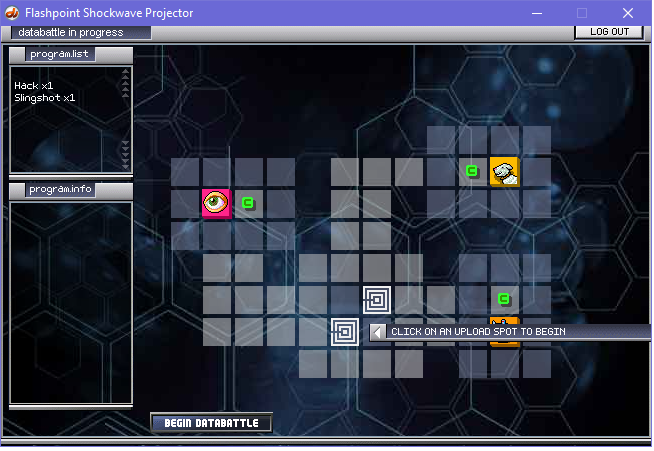 Flashpoint Shockwave Projector
databattle in progress
LOG OUT
program.list
Hack x1
Slingshot x1
program.info
C
C
C
CLICK ON AN UPLOAD SPOT TO BEGIN
BEGIN DATABATTLE